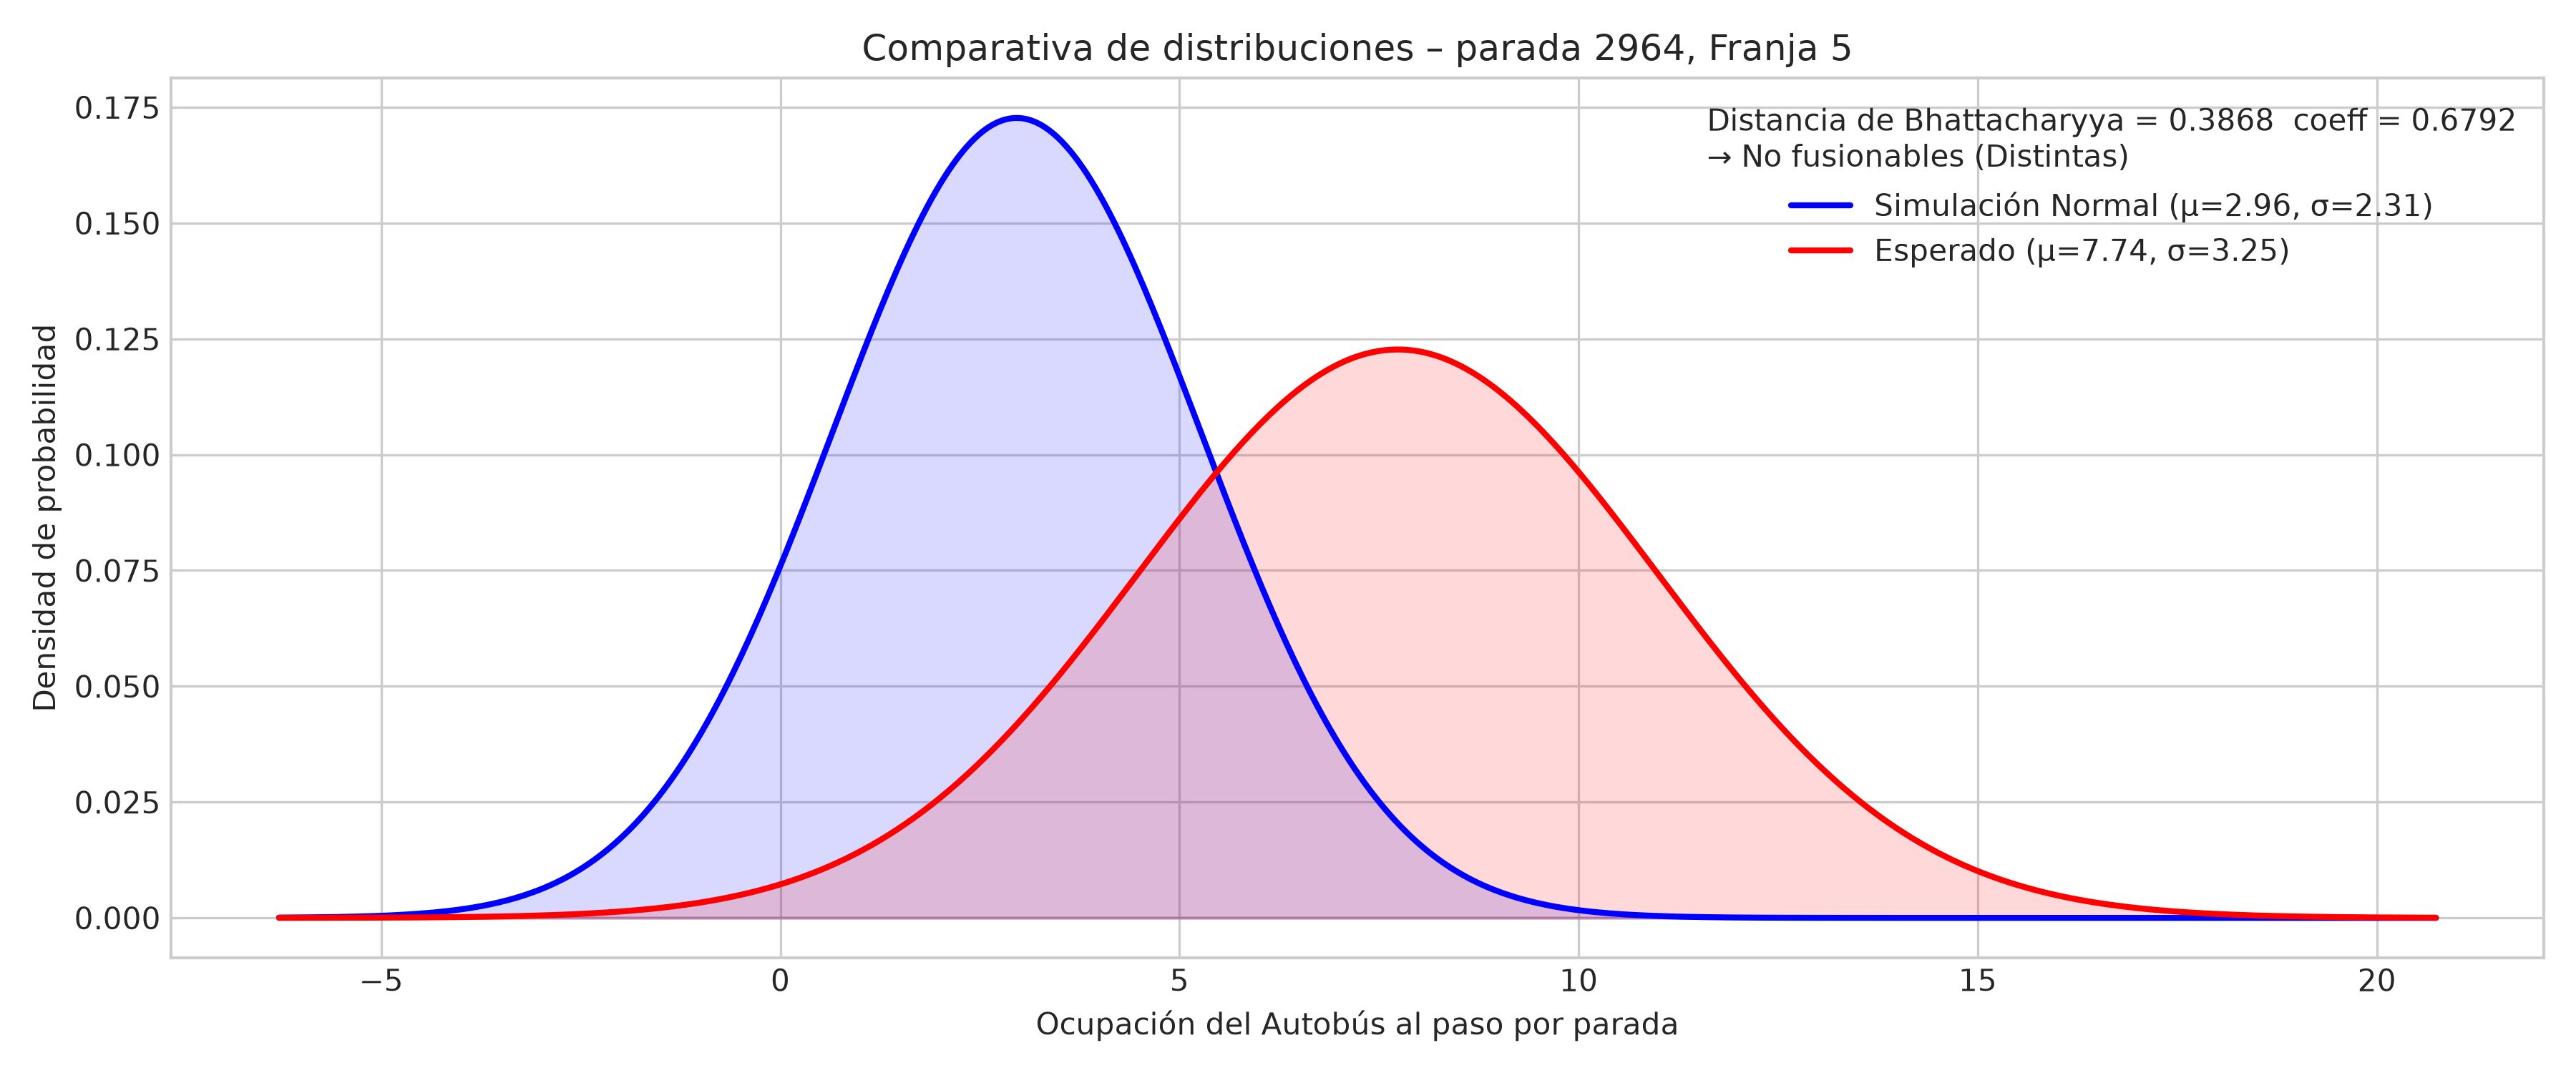 Comparativa de distribuciones – parada 2964, Franja 5
Distancia de Bhattacharyya = 0.3868  coeff = 0.6792
→ No fusionables (Distintas)
Simulación Normal (μ=2.96, σ=2.31)
Esperado (μ=7.74, σ=3.25)
Densidad de probabilidad
0.175
0.150
0.125
0.100
0.075
0.050
0.025
0.000
−5 0 5 10 15 20
Ocupación del Autobús al paso por parada